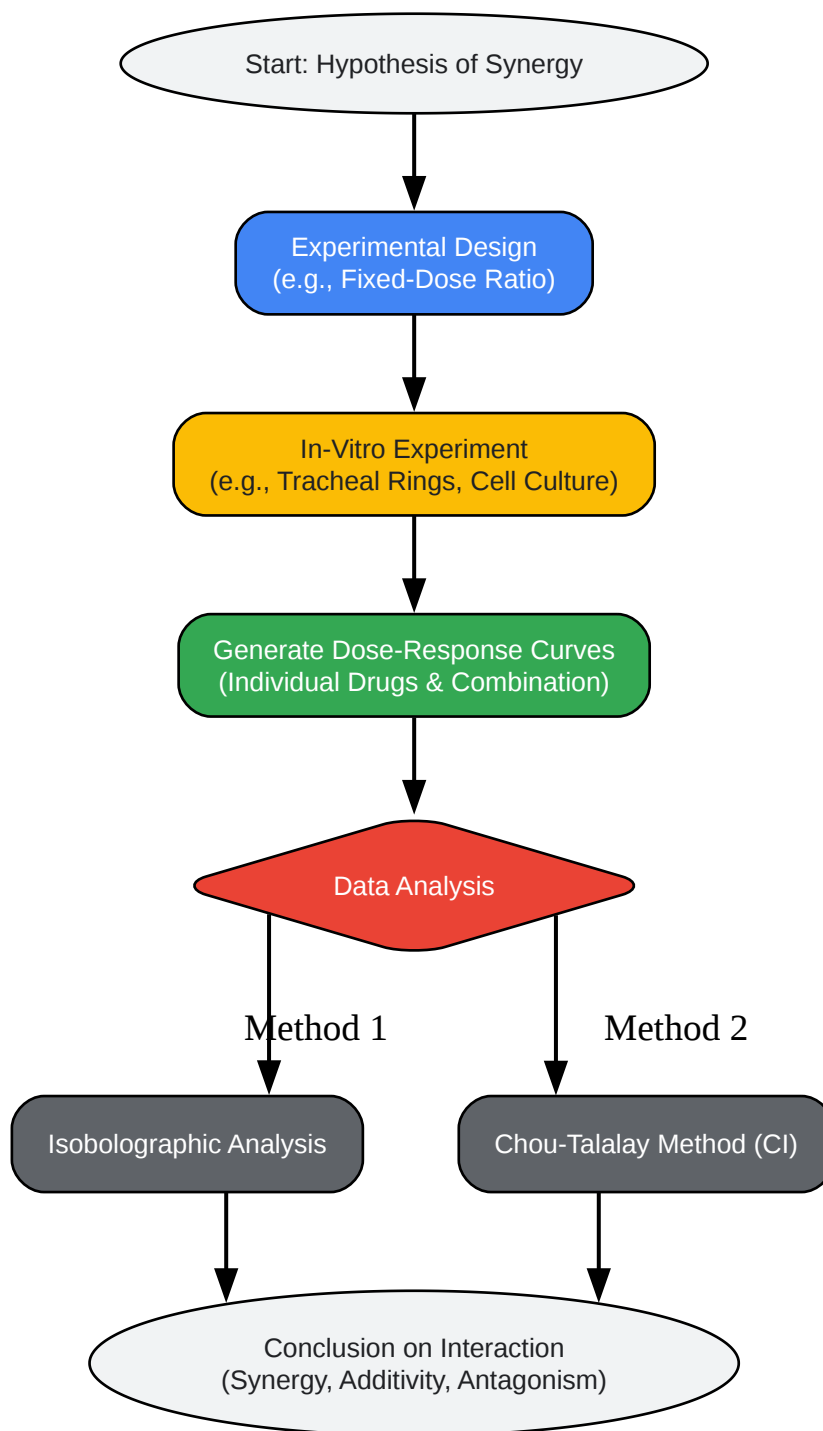 Start: Hypothesis of Synergy
Experimental Design
(e.g., Fixed-Dose Ratio)
In-Vitro Experiment
(e.g., Tracheal Rings, Cell Culture)
Generate Dose-Response Curves
(Individual Drugs & Combination)
Data Analysis
Method 1
Method 2
Isobolographic Analysis
Chou-Talalay Method (CI)
Conclusion on Interaction
(Synergy, Additivity, Antagonism)